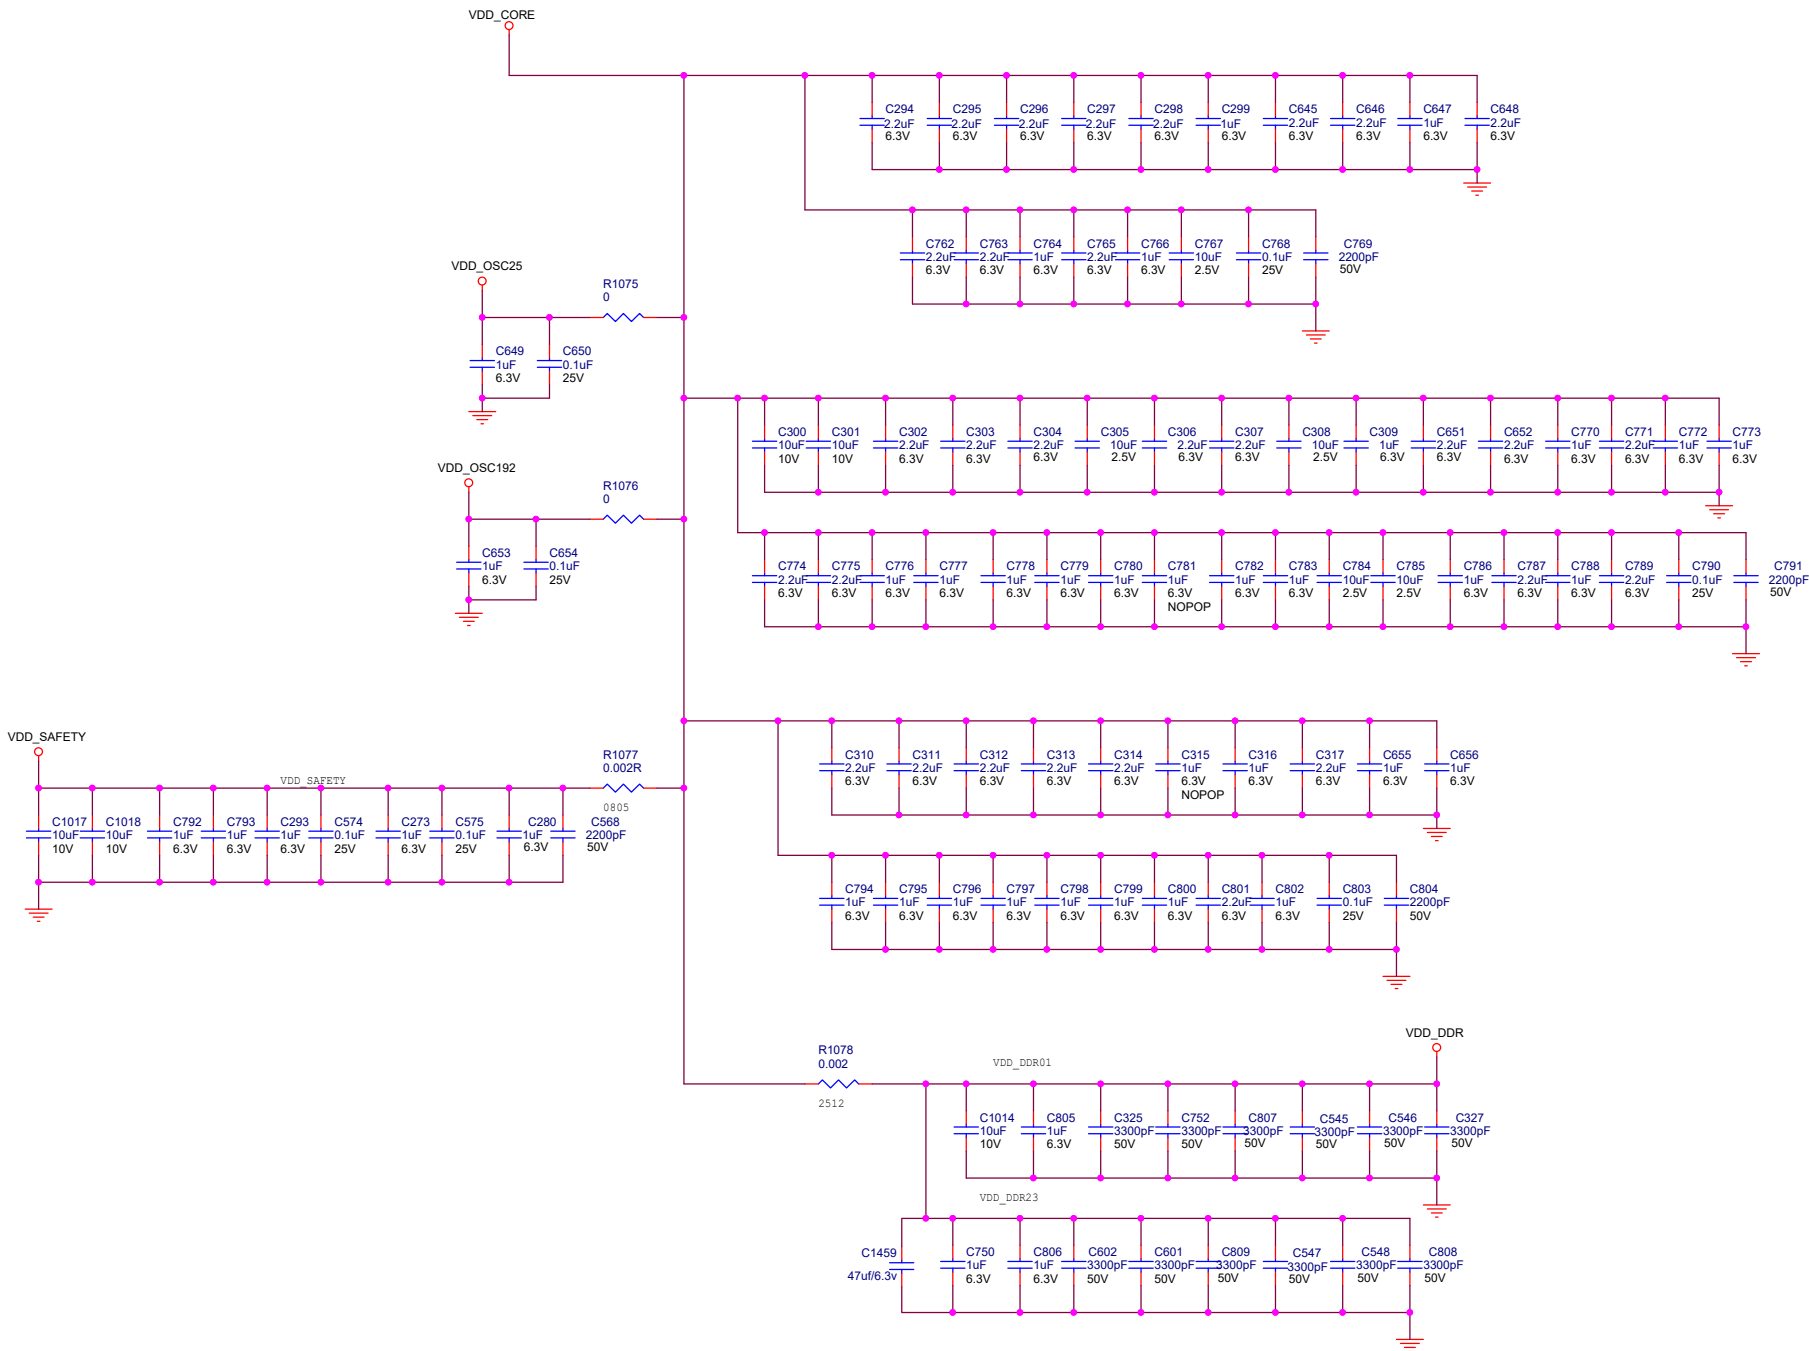 VDD_CORE
C294
2.2uF
6.3V
C295
2.2uF
6.3V
C296
2.2uF
6.3V
C297
2.2uF
6.3V
C298
2.2uF
6.3V
C299
1uF
6.3V
C645
2.2uF
6.3V
C646
2.2uF
6.3V
C647
1uF
6.3V
C648
2.2uF
6.3V
C762
2.2uF
6.3V
C763
2.2uF
6.3V
C764
1uF
6.3V
C765
2.2uF
6.3V
C766
1uF
6.3V
C767
10uF
2.5V
C768
0.1uF
25V
C769
2200pF
50V
VDD_OSC25
R1075
0
C649
1uF
6.3V
C650
0.1uF
25V
C300
10uF
10V
C301
10uF
10V
C302
2.2uF
6.3V
C303
2.2uF
6.3V
C304
2.2uF
6.3V
C305
10uF
2.5V
C306
2.2uF
6.3V
C307
2.2uF
6.3V
C308
10uF
2.5V
C309
1uF
6.3V
C651
2.2uF
6.3V
C652
2.2uF
6.3V
C770
1uF
6.3V
C771
2.2uF
6.3V
C772
1uF
6.3V
C773
1uF
6.3V
VDD_OSC192
R1076
0
C653
1uF
6.3V
C654
0.1uF
25V
C774
2.2uF
6.3V
C775
2.2uF
6.3V
C776
1uF
6.3V
C777
1uF
6.3V
C778
1uF
6.3V
C779
1uF
6.3V
C780
1uF
6.3V
C781
1uF
6.3V
NOPOP
C782
1uF
6.3V
C783
1uF
6.3V
C784
10uF
2.5V
C785
10uF
2.5V
C786
1uF
6.3V
C787
2.2uF
6.3V
C788
1uF
6.3V
C789
2.2uF
6.3V
C790
0.1uF
25V
C791
2200pF
50V
VDD_SAFETY
VDD_SAFETY
R1077
0.002R
0805
C1017
10uF
10V
C1018
10uF
10V
C792
1uF
6.3V
C793
1uF
6.3V
C293
1uF
6.3V
C574
0.1uF
25V
C273
1uF
6.3V
C575
0.1uF
25V
C280
1uF
6.3V
C568
2200pF
50V
C310
2.2uF
6.3V
C311
2.2uF
6.3V
C312
2.2uF
6.3V
C313
2.2uF
6.3V
C314
2.2uF
6.3V
C315
1uF
6.3V
NOPOP
C316
1uF
6.3V
C317
2.2uF
6.3V
C655
1uF
6.3V
C656
1uF
6.3V
C794
1uF
6.3V
C795
1uF
6.3V
C796
1uF
6.3V
C797
1uF
6.3V
C798
1uF
6.3V
C799
1uF
6.3V
C800
1uF
6.3V
C801
2.2uF
6.3V
C802
1uF
6.3V
C803
0.1uF
25V
C804
2200pF
50V
R1078
0.002
2512
VDD_DDR01
VDD_DDR
C1014
10uF
10V
C805
1uF
6.3V
C325
3300pF
50V
C752
3300pF
50V
C807
3300pF
50V
C545
3300pF
50V
C546
3300pF
50V
C327
3300pF
50V
VDD_DDR23
C1459
47uf/6.3v
C750
1uF
6.3V
C806
1uF
6.3V
C602
3300pF
50V
C601
3300pF
50V
C809
3300pF
50V
C547
3300pF
50V
C548
3300pF
50V
C808
3300pF
50V